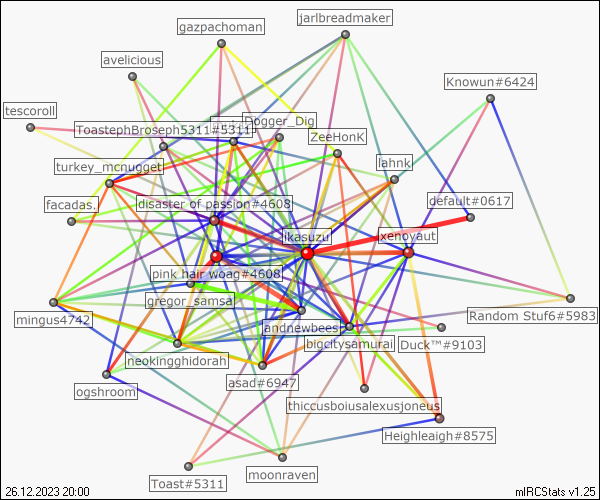 jarlbreadmaker
gazpachoman
avelicious
Knowun#6424
tescoroll
Dogger_Dig
ToastephBroseph5311#5311
ZeeHonK
lahnk
turkey_mcnugget
default#0617
facadas.
disaster of passion#4608
likasuzu
xenoyaut
pink hair woag#4608
gregor_samsa
mingus4742
andnewbees
Random Stuf6#5983
bigcitysamurai
Duck™#9103
neokingghidorah
asad#6947
ogshroom
thiccusboiusalexusjoneus
Heighleigh#8575
moonraven
Toast#5311
26.12.2023 20:00
mIRCStats v1.25